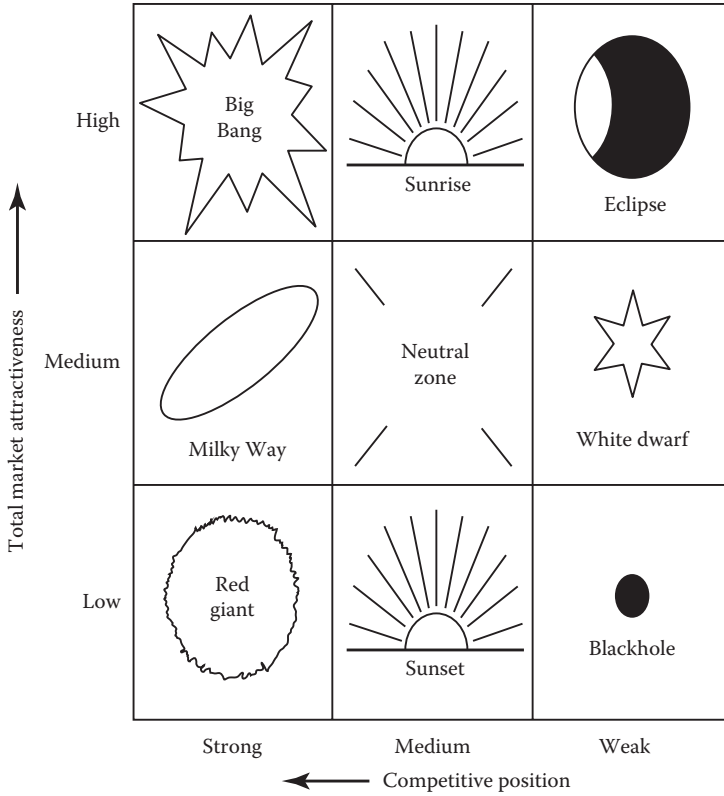 Total market attractiveness
High
Big
Bang
Sunrise
Eclipse
Medium
Milky Way
Neutral
zone
White dwarf
Low
Red
giant
Sunset
Blackhole
Strong
Medium
Weak
Competitive position